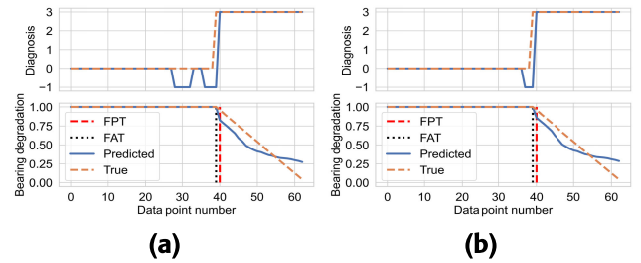 3
2
1
0
−1
Diagnosis
1.00
0.75
0.50
0.25
0.00
Bearing degradation
FPT
FAT
Predicted
True
0 10 20 30 40 50 60
Data point number
(a)
3
2
1
0
−1
Diagnosis
1.00
0.75
0.50
0.25
0.00
Bearing degradation
FPT
FAT
Predicted
True
0 10 20 30 40 50 60
Data point number
(b)